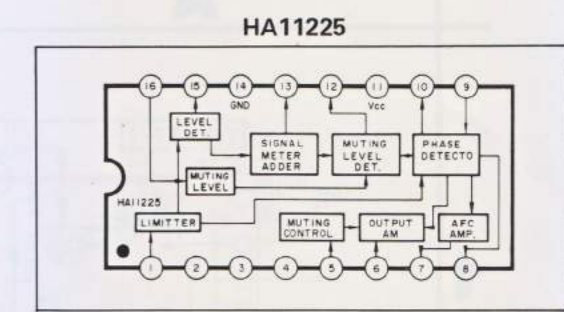 HA11225
16 15 14 13 12 11 10 9
GND Vcc
LEVEL
DET.
SIGNAL
METER
ADDER
MUTING
LEVEL
DET.
PHASE
DETECTO
MUTING
LEVEL
HA11225
LIMITTER
MUTING
CONTROL
OUTPUT
AM
AFC
AMP.
1 2 3 4 5 6 7 8